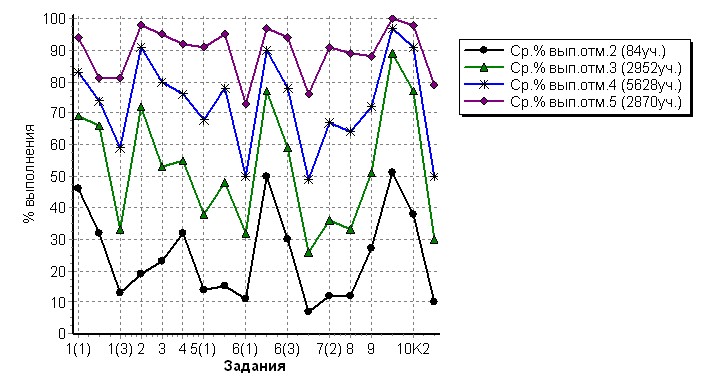 100
90
80
70
60
50
40
30
20
10
0
% выполнения
1(1) 1(3) 2 3 4 5(1) 6(1) 6(3) 7(2) 8 9 10K2
Задания
Ср.% вып.отм.2 (84уч.)
Ср.% вып.отм.3 (2952уч.)
Ср.% вып.отм.4 (5628уч.)
Ср.% вып.отм.5 (2870уч.)